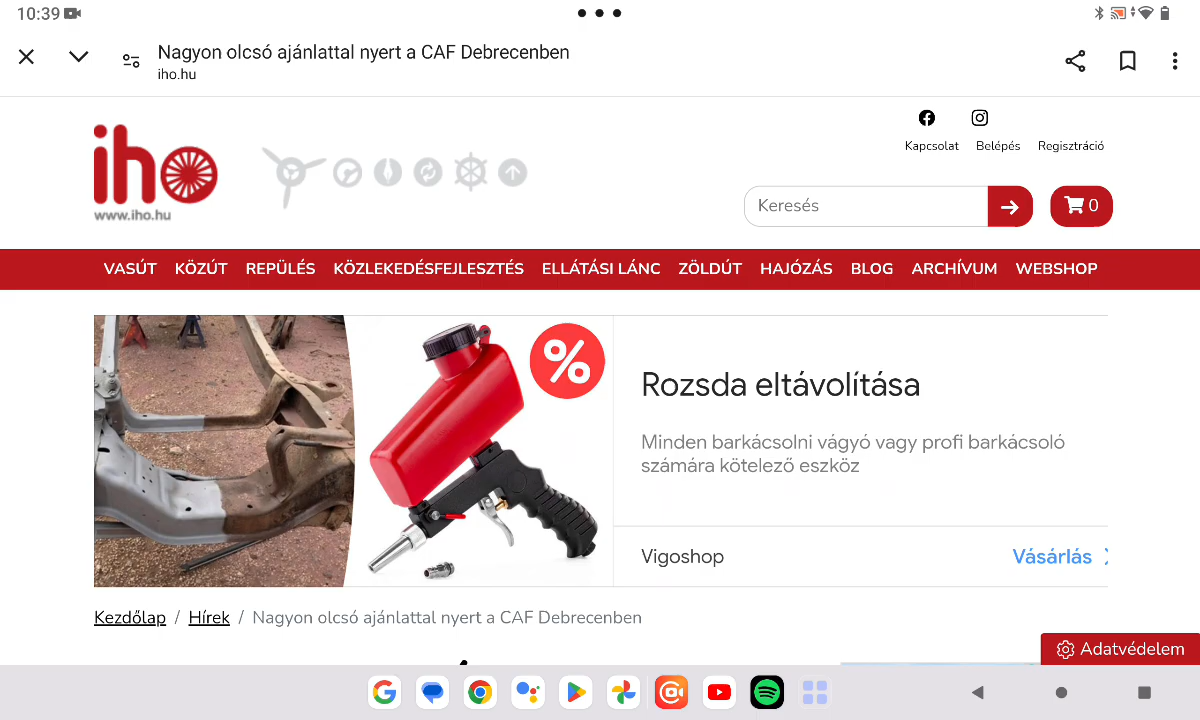 10:39
Nagyon olcsó ajánlattal nyert a CAF Debrecenben
iho.hu
iho
www.iho.hu
Kapcsolat Belépés Regisztráció
Keresés
0
VASÚT KÖZÚT REPÜLÉS KÖZLEKEDÉSFEJLESZTÉS ELLÁTÁSI LÁNC ZÖLDÚT HAJÓZÁS BLOG ARCHÍVUM WEBSHOP
%
Rozsda eltávolítása
Minden barkácsolni vágyó vagy profi barkácsoló
számára kötelező eszköz
Vigoshop Vásárlás
Kezdőlap / Hírek / Nagyon olcsó ajánlattal nyert a CAF Debrecenben
Adatvédelem